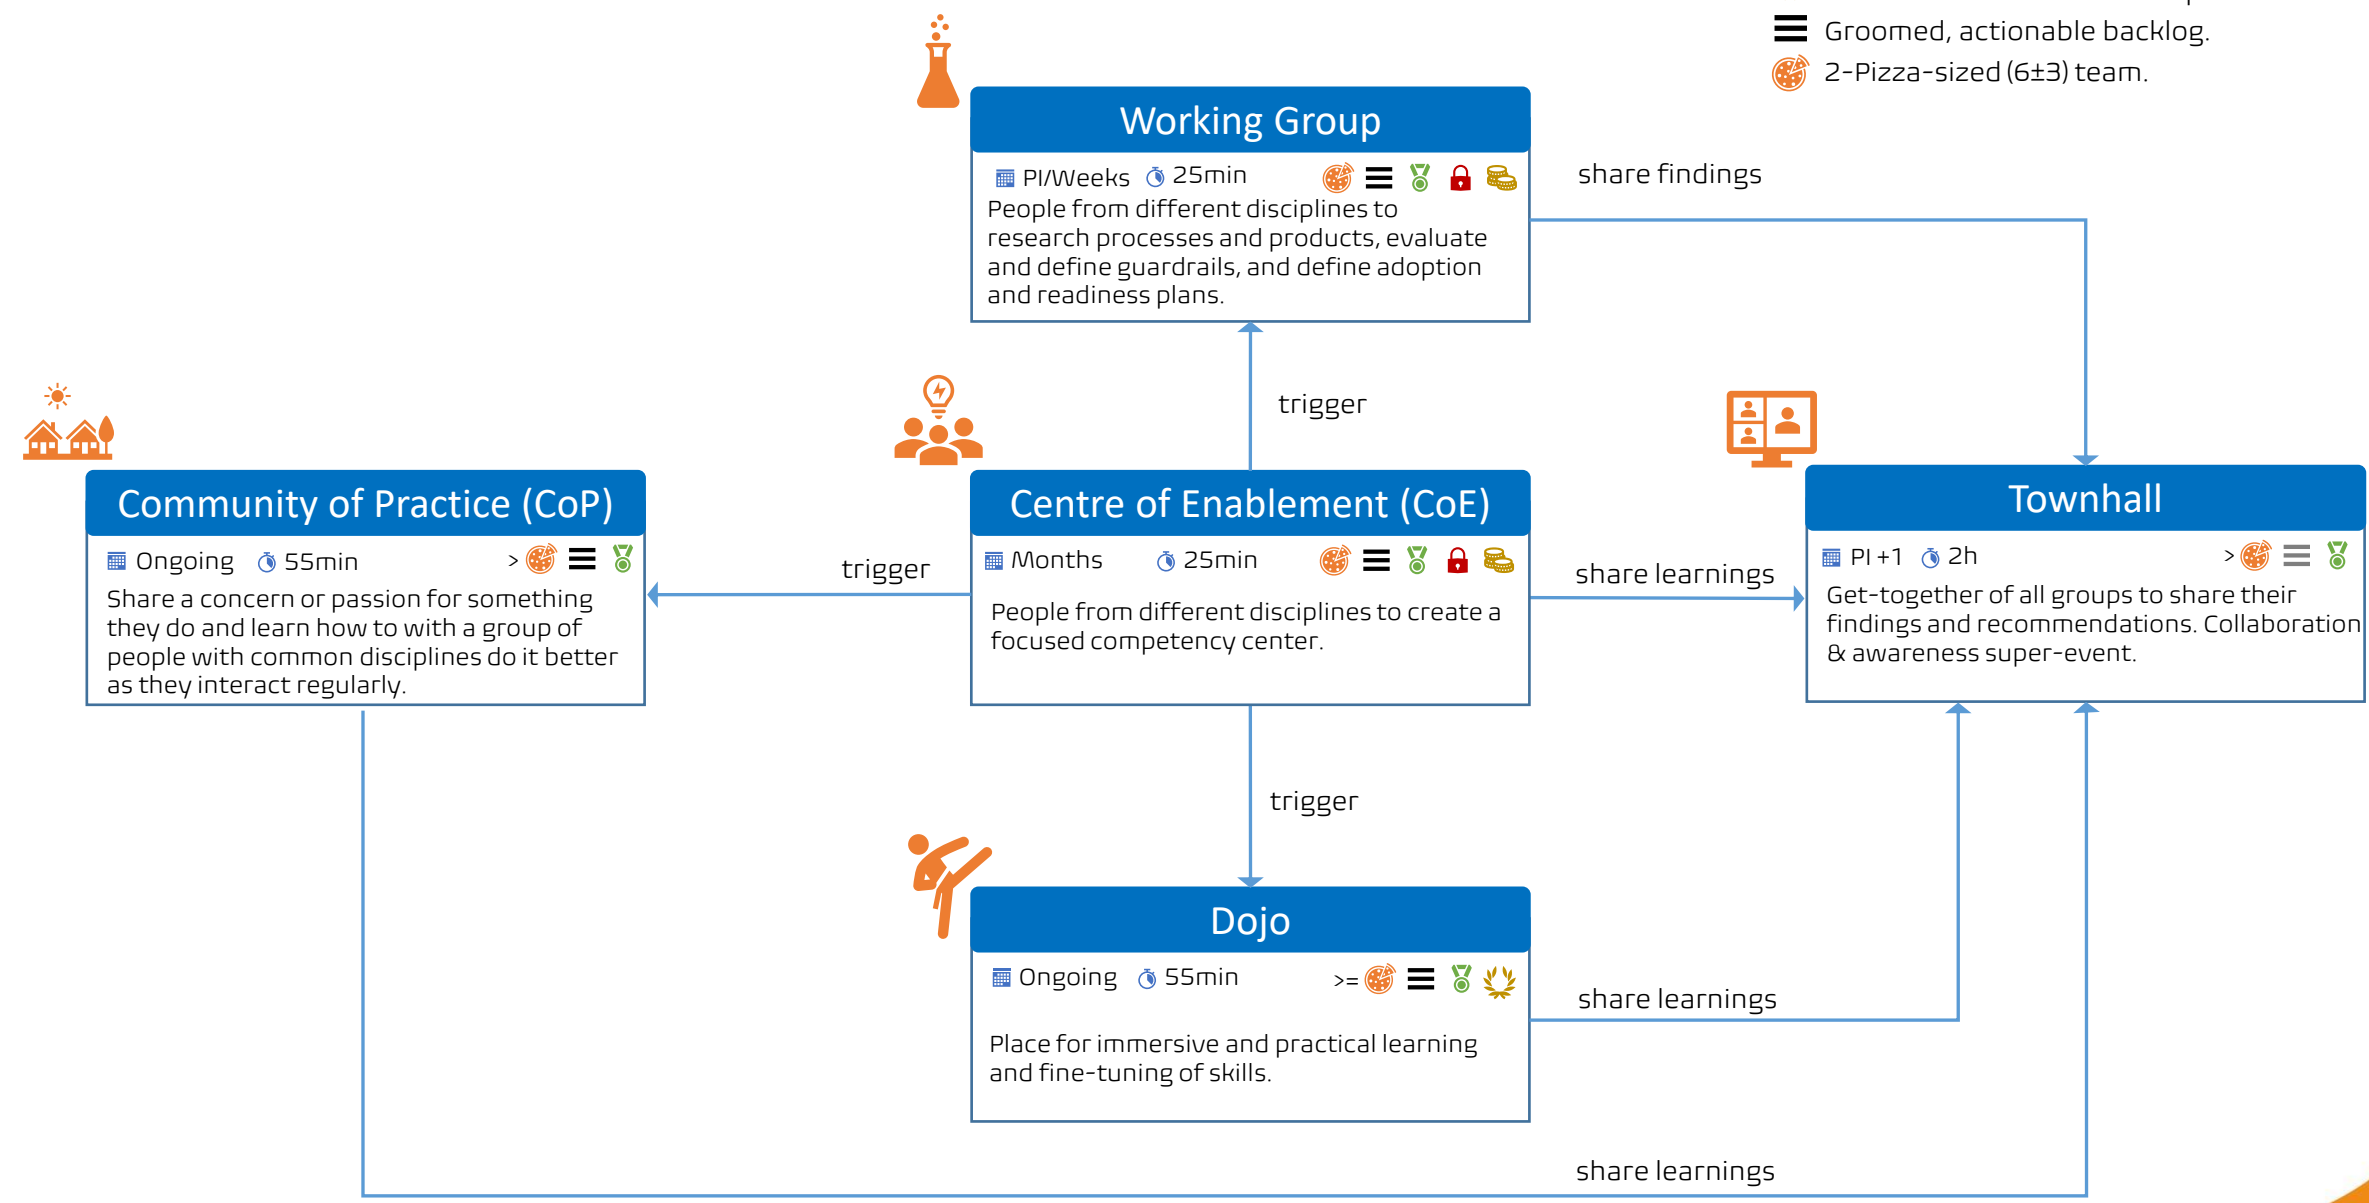 Groomed, actionable backlog.
2-Pizza-sized (6±3) team.
Working Group
PI/Weeks 25min
People from different disciplines to
research processes and products, evaluate
and define guardrails, and define adoption
and readiness plans.
share findings
trigger
Community of Practice (CoP)
Ongoing 55min >
Share a concern or passion for something
they do and learn how to with a group of
people with common disciplines do it better
as they interact regularly.
trigger
Centre of Enablement (CoE)
Months 25min
People from different disciplines to create a
focused competency center.
share learnings
Townhall
PI +1 2h >
Get-together of all groups to share their
findings and recommendations. Collaboration
& awareness super-event.
trigger
Dojo
Ongoing 55min >=
Place for immersive and practical learning
and fine-tuning of skills.
share learnings
share learnings